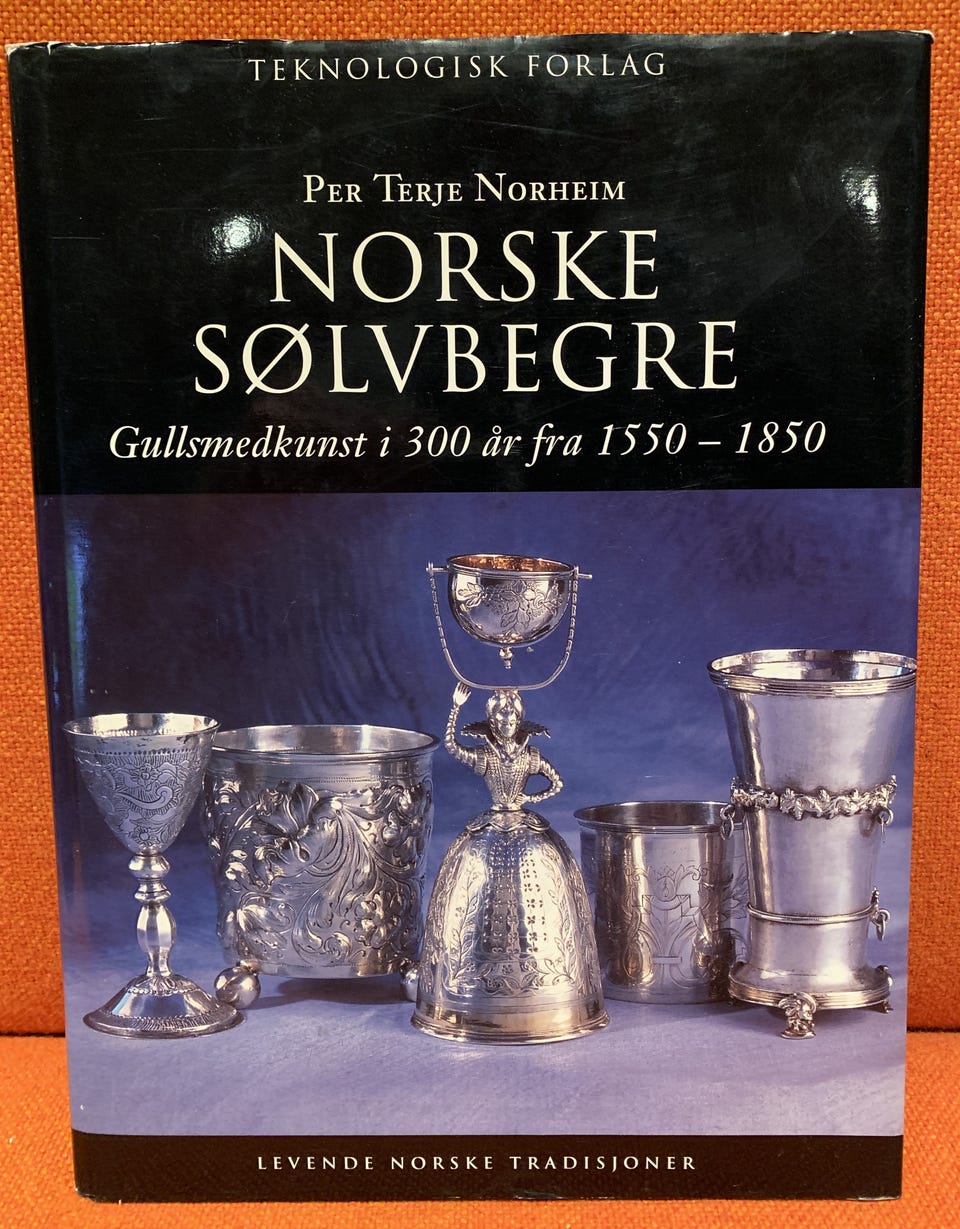 TEKNOLOGISK FORLAG
PER TERJE NORHEIM
NORSKE
SØLVBEGRE
Gullsmedkunst i 300 år fra 1550 – 1850
LEVENDE NORSKE TRADISJONER